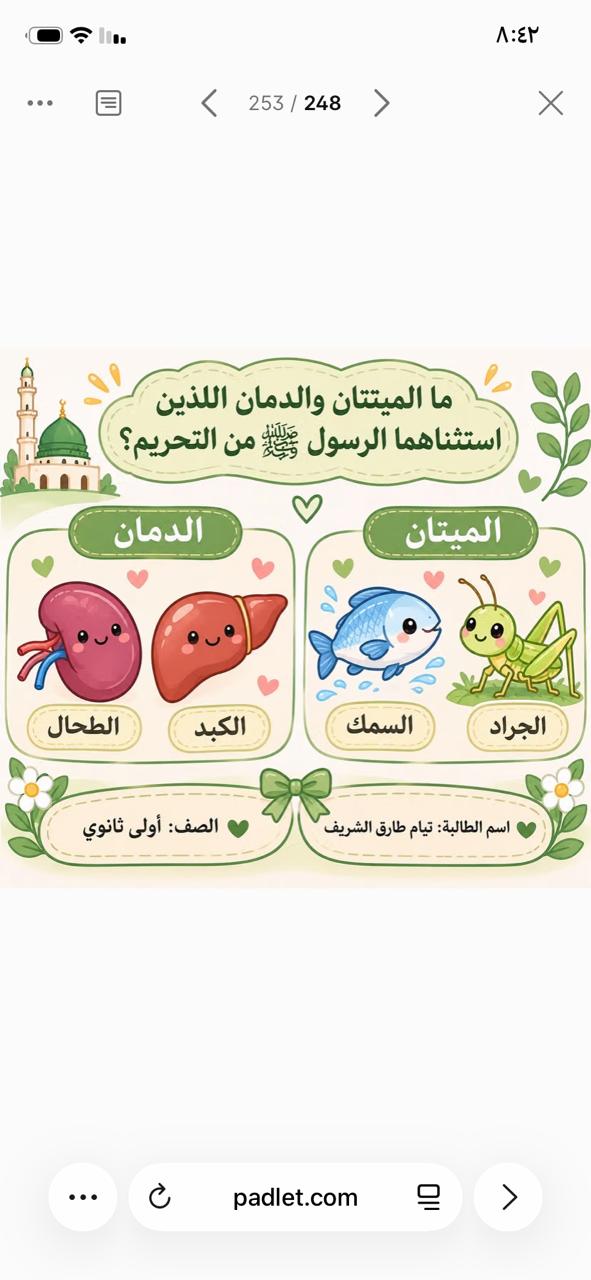 ٨:٤٢
253 / 248
ما الميتتان والدمان اللذين
استثناهما الرسول ﷺ من التحريم؟
الميتان
الدمان
الجراد
السمك
الكبد
الطحال
اسم الطالبة: تيام طارق الشريف
الصف: أولى ثانوي
padlet.com